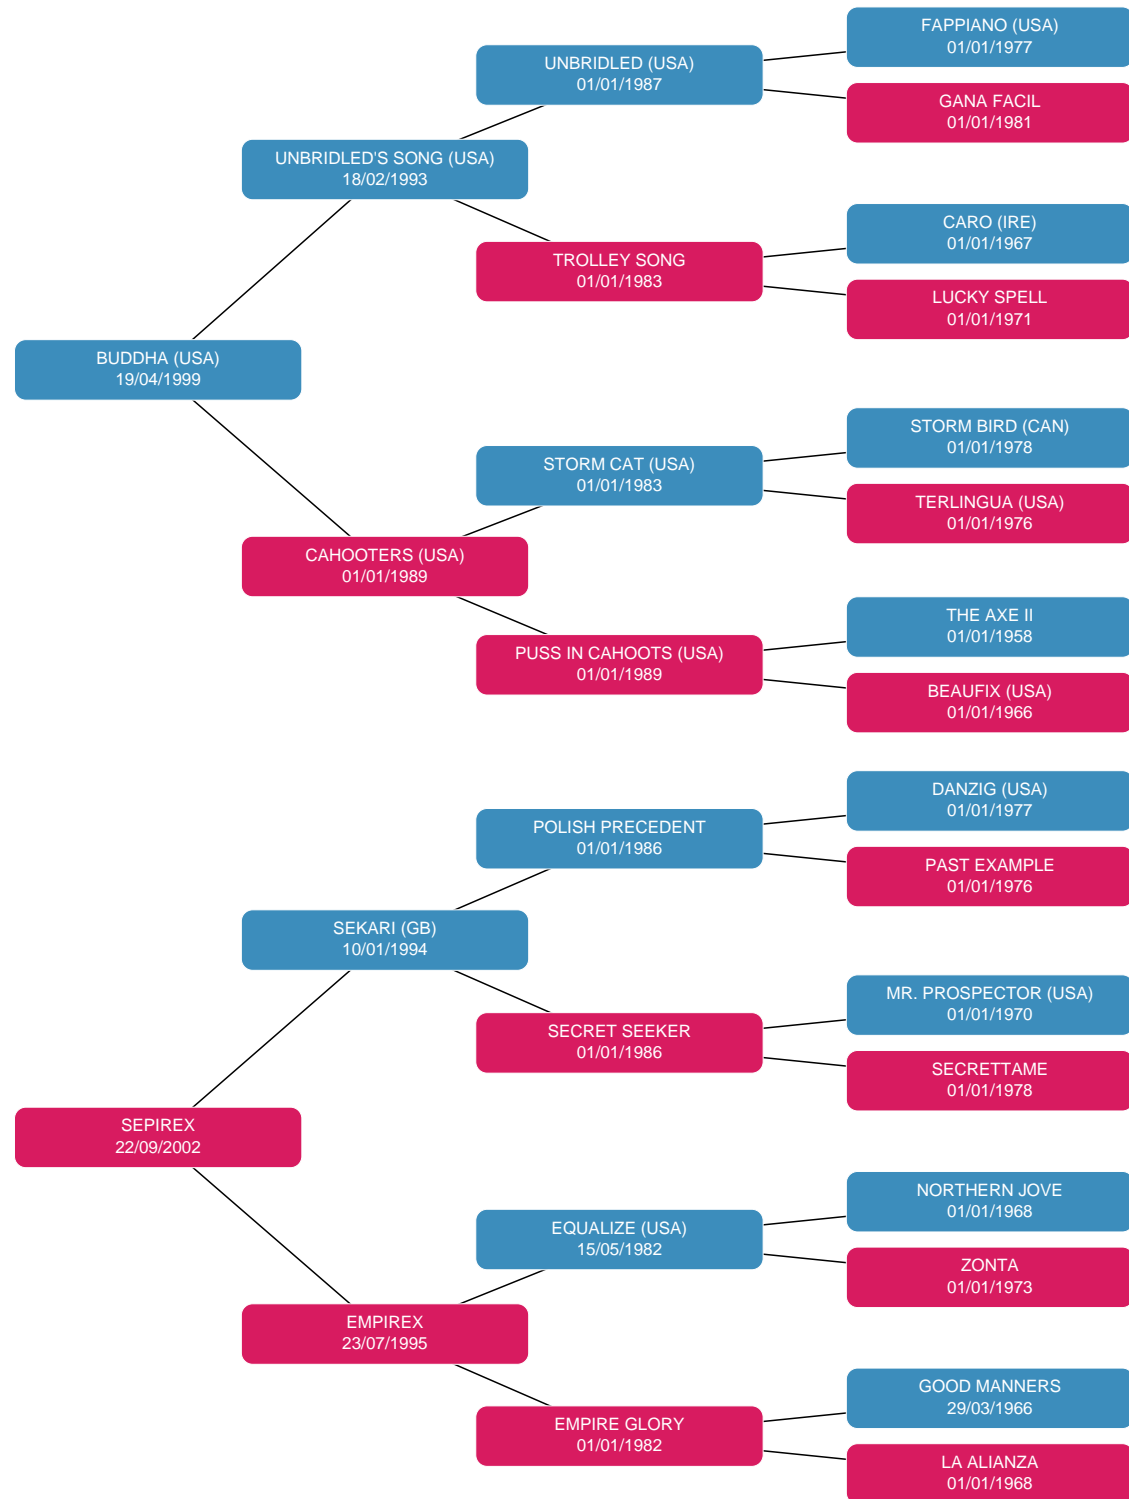 FAPPIANO (USA)
01/01/1977
UNBRIDLED (USA)
01/01/1987
GANA FACIL
01/01/1981
UNBRIDLED'S SONG (USA)
18/02/1993
CARO (IRE)
01/01/1967
TROLLEY SONG
01/01/1983
LUCKY SPELL
01/01/1971
BUDDHA (USA)
19/04/1999
STORM BIRD (CAN)
01/01/1978
STORM CAT (USA)
01/01/1983
TERLINGUA (USA)
01/01/1976
CAHOOTERS (USA)
01/01/1989
THE AXE II
01/01/1958
PUSS IN CAHOOTS (USA)
01/01/1989
BEAUFIX (USA)
01/01/1966
DANZIG (USA)
01/01/1977
POLISH PRECEDENT
01/01/1986
PAST EXAMPLE
01/01/1976
SEKARI (GB)
10/01/1994
MR. PROSPECTOR (USA)
01/01/1970
SECRET SEEKER
01/01/1986
SECRETTAME
01/01/1978
SEPIREX
22/09/2002
NORTHERN JOVE
01/01/1968
EQUALIZE (USA)
15/05/1982
ZONTA
01/01/1973
EMPIREX
23/07/1995
GOOD MANNERS
29/03/1966
EMPIRE GLORY
01/01/1982
LA ALIANZA
01/01/1968